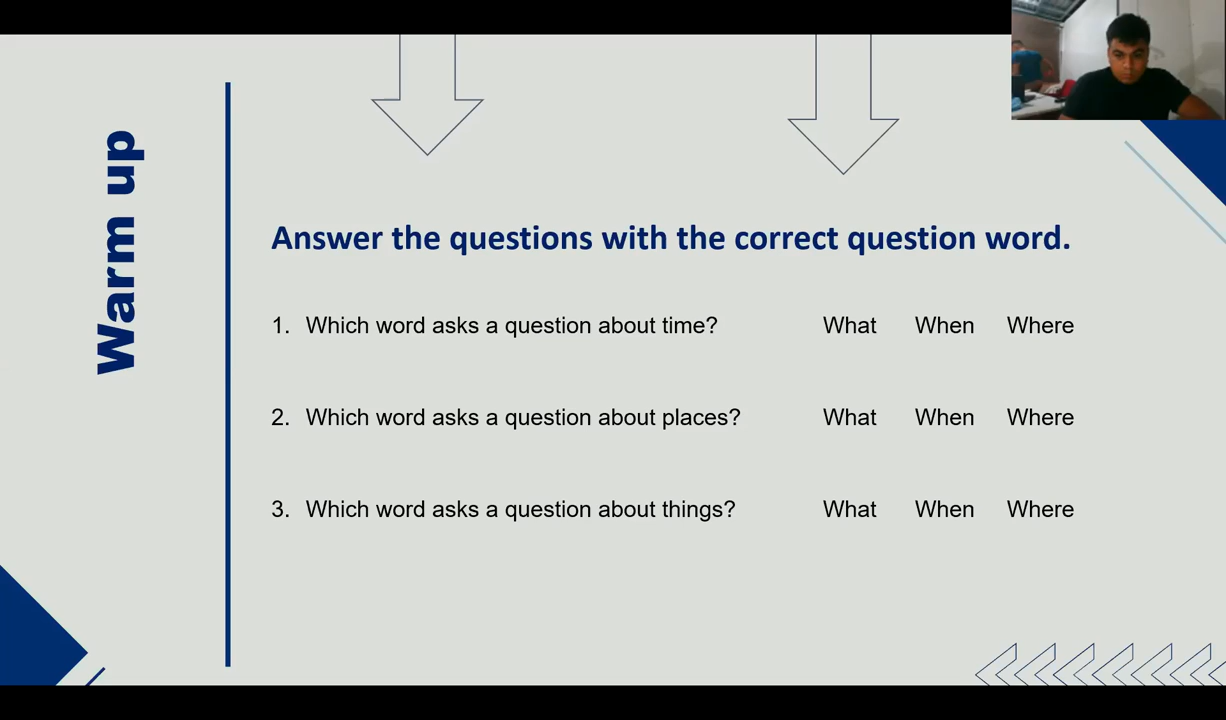 Warm up
Answer the questions with the correct question word.
1. Which word asks a question about time? What When Where
2. Which word asks a question about places? What When Where
3. Which word asks a question about things? What When Where